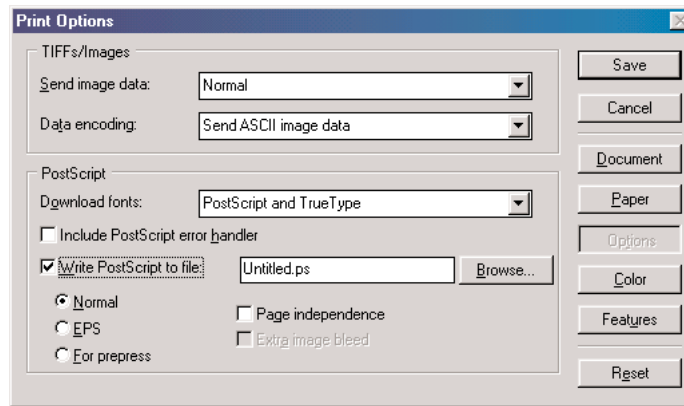 Print Options
TIFFs/Images
Send image data:
Normal
Data encoding:
Send ASCII image data
PostScript
Download fonts:
PostScript and TrueType
Include PostScript error handler
Write PostScript to file:
Untitled.ps
Browse...
Normal
EPS
For prepress
Page independence
Extra image bleed
Save
Cancel
Document
Paper
Options
Color
Features
Reset